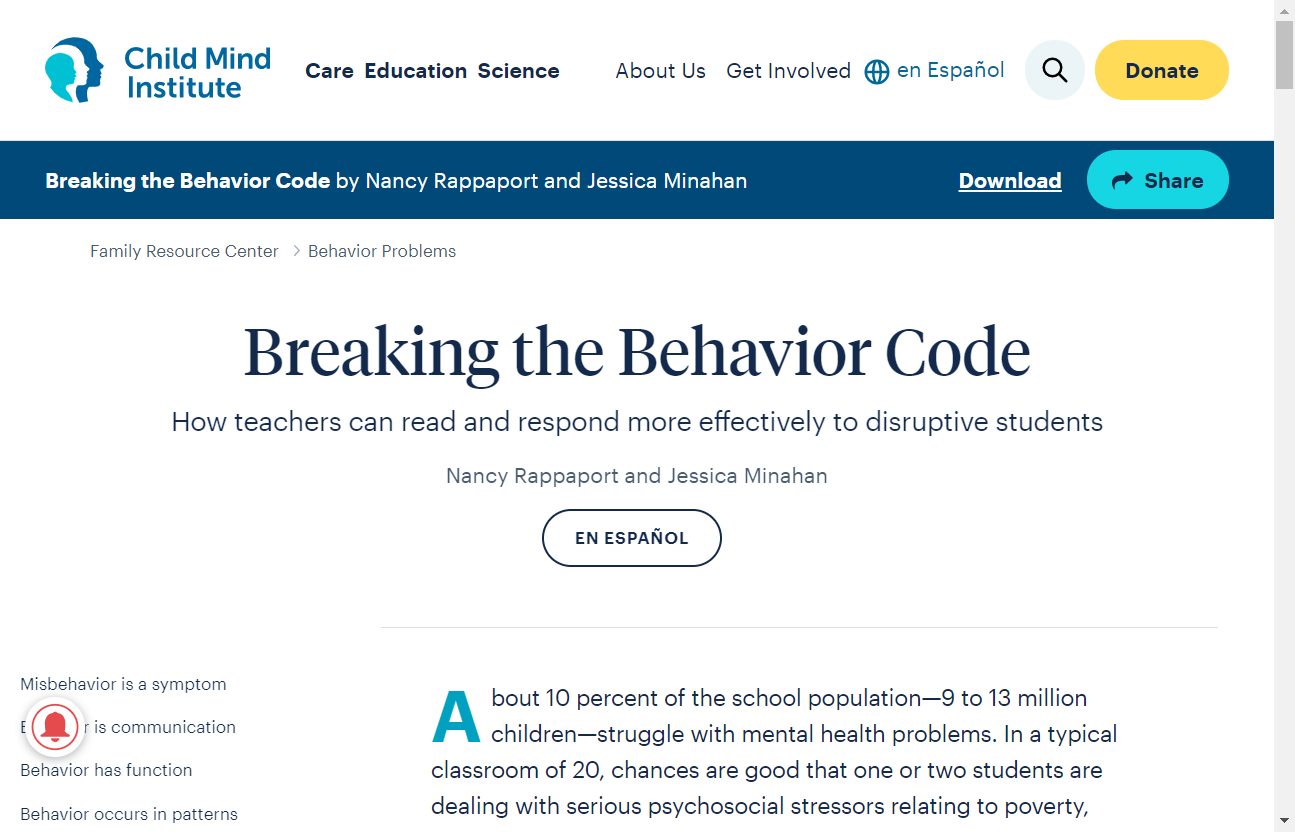 Child Mind
Institute
Care Education Science
About Us Get Involved en Español
Donate
Breaking the Behavior Code by Nancy Rappaport and Jessica Minahan
Download
Share
Family Resource Center > Behavior Problems
Breaking the Behavior Code
How teachers can read and respond more effectively to disruptive students
Nancy Rappaport and Jessica Minahan
EN ESPAÑOL
Misbehavior is a symptom
is communication
Behavior has function
Behavior occurs in patterns
About 10 percent of the school population—9 to 13 million
children—struggle with mental health problems. In a typical
classroom of 20, chances are good that one or two students are
dealing with serious psychosocial stressors relating to poverty,